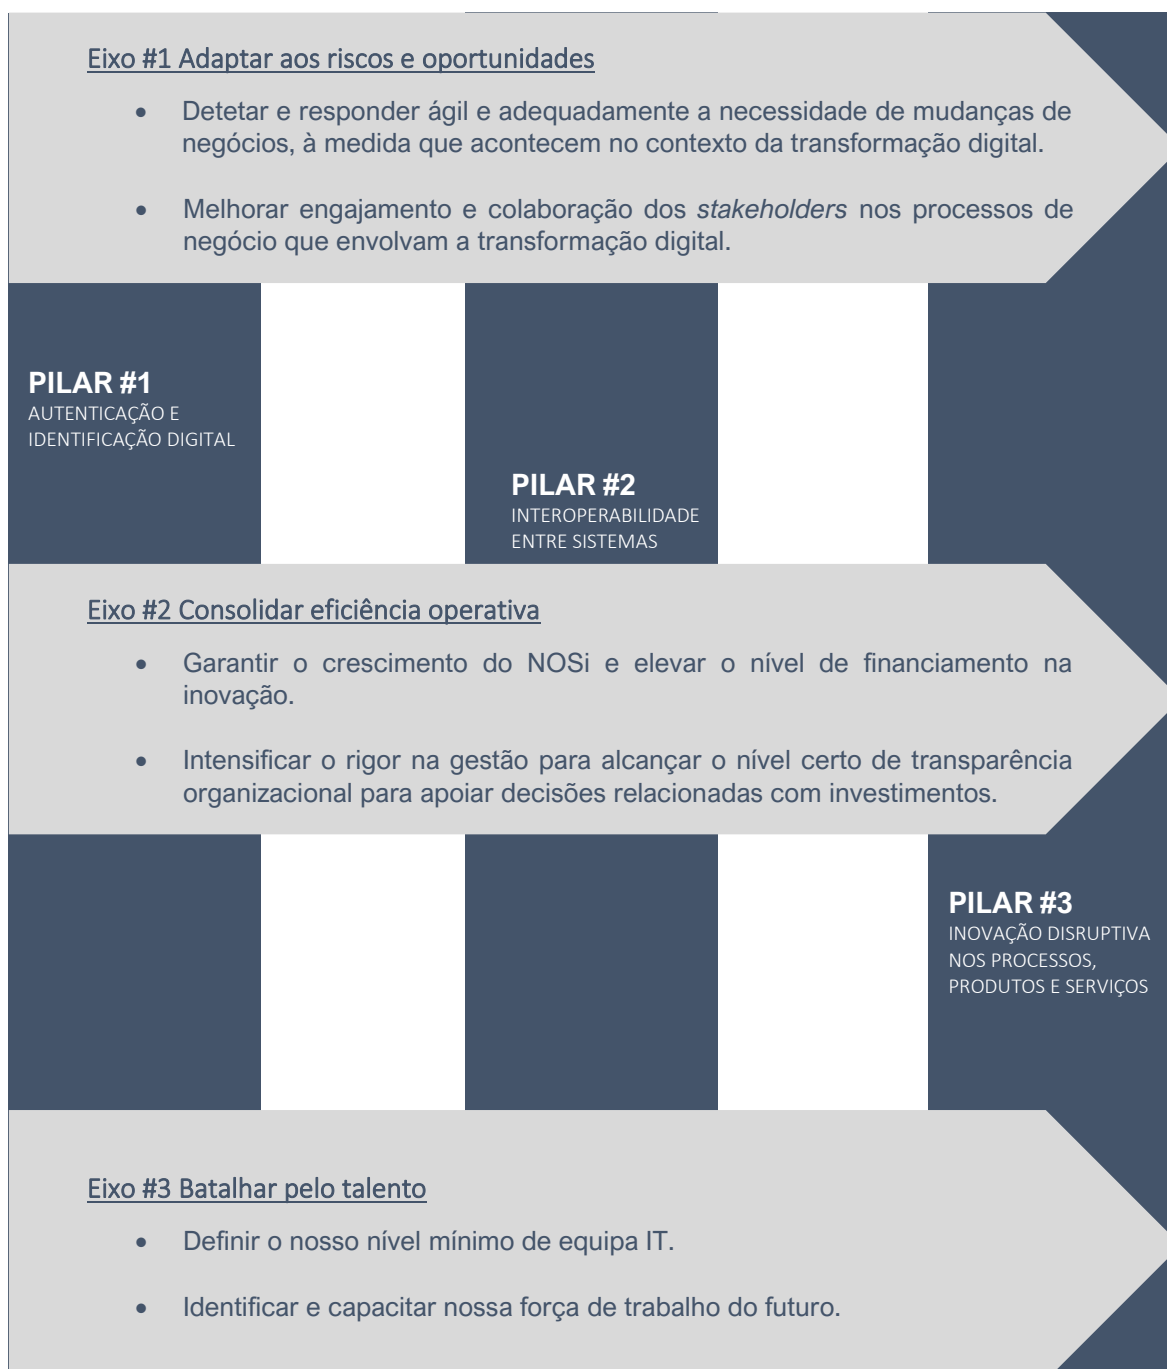 Eixo #1 Adaptar aos riscos e oportunidades
• Detetar e responder ágil e adequadamente a necessidade de mudanças de
negócios, à medida que acontecem no contexto da transformação digital.
• Melhorar engajamento e colaboração dos stakeholders nos processos de
negócio que envolvam a transformação digital.
PILAR #1
AUTENTICAÇÃO E
IDENTIFICAÇÃO DIGITAL
PILAR #2
INTEROPERABILIDADE
ENTRE SISTEMAS
Eixo #2 Consolidar eficiência operativa
• Garantir o crescimento do NOSi e elevar o nível de financiamento na
inovação.
• Intensificar o rigor na gestão para alcançar o nível certo de transparência
organizacional para apoiar decisões relacionadas com investimentos.
PILAR #3
INOVAÇÃO DISRUPTIVA
NOS PROCESSOS,
PRODUTOS E SERVIÇOS
Eixo #3 Batalhar pelo talento
• Definir o nosso nível mínimo de equipa IT.
• Identificar e capacitar nossa força de trabalho do futuro.